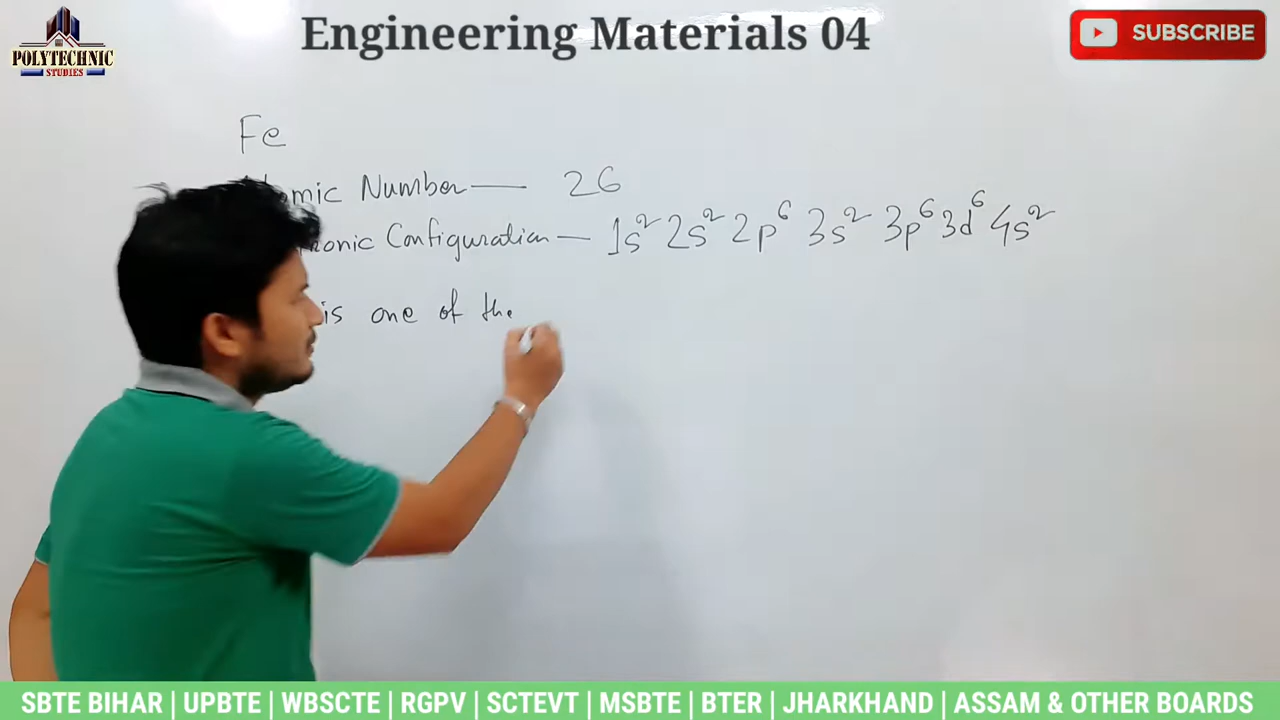 Engineering Materials 04
POLYTECHNIC
STUDIES
SUBSCRIBE
Fe
Number — 26
Configuration — 1s² 2s² 2p⁶ 3s² 3p⁶ 3d⁶ 4s²
is one of the
SBTE BIHAR | UPBTE | WBSCTE | RGPV | SCTEVT | MSBTE | BTER | JHARKHAND | ASSAM & OTHER BOARDS